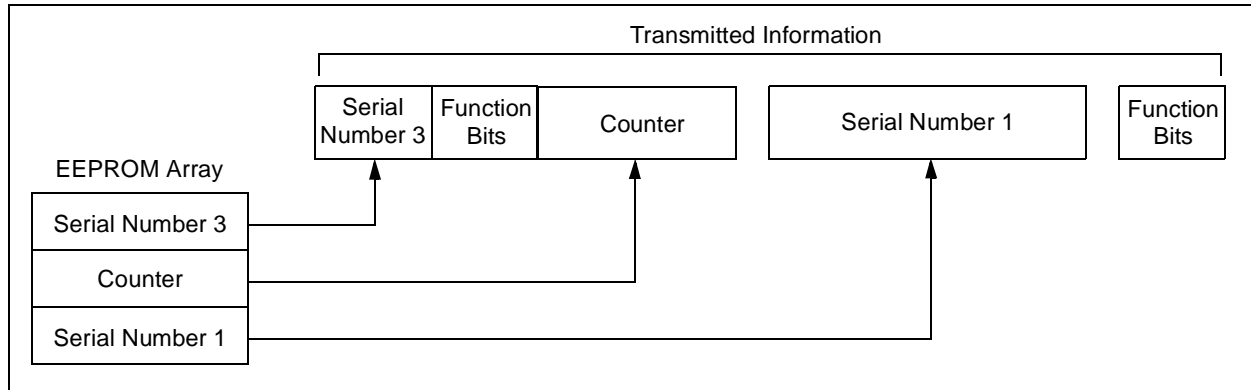 Transmitted Information
Serial
Number 3
Function
Bits
Counter
Serial Number 1
Function
Bits
EEPROM Array
Serial Number 3
Counter
Serial Number 1